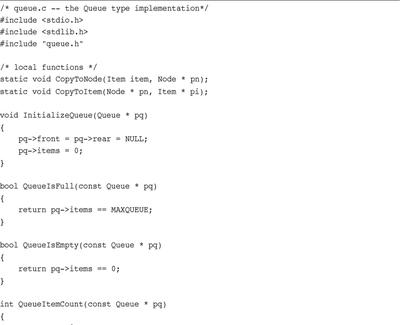 /* queue.c -- the Queue type implementation*/
#include <stdio.h>
#include <stdlib.h>
#include "queue.h"

/* local functions */
static void CopyToNode(Item item, Node * pn);
static void CopyToItem(Node * pn, Item * pi);

void InitializeQueue(Queue * pq)
{
    pq->front = pq->rear = NULL;
    pq->items = 0;
}

bool QueueIsFull(const Queue * pq)
{
    return pq->items == MAXQUEUE;
}

bool QueueIsEmpty(const Queue * pq)
{
    return pq->items == 0;
}

int QueueItemCount(const Queue * pq)
{